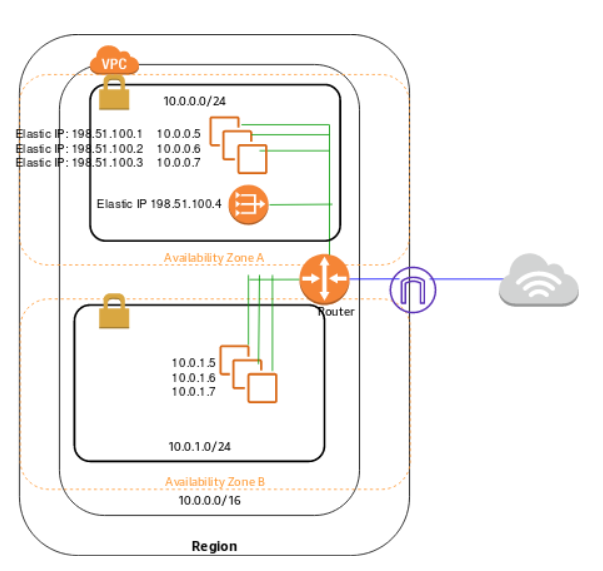 VPC
10.0.0.0/24
Elastic IP: 198.51.100.1 10.0.0.5
Elastic IP: 198.51.100.2 10.0.0.6
Elastic IP: 198.51.100.3 10.0.0.7
Elastic IP 198.51.100.4
Availability Zone A
Router
10.0.1.5
10.0.1.6
10.0.1.7
10.0.1.0/24
Availability Zone B
10.0.0.0/16
Region